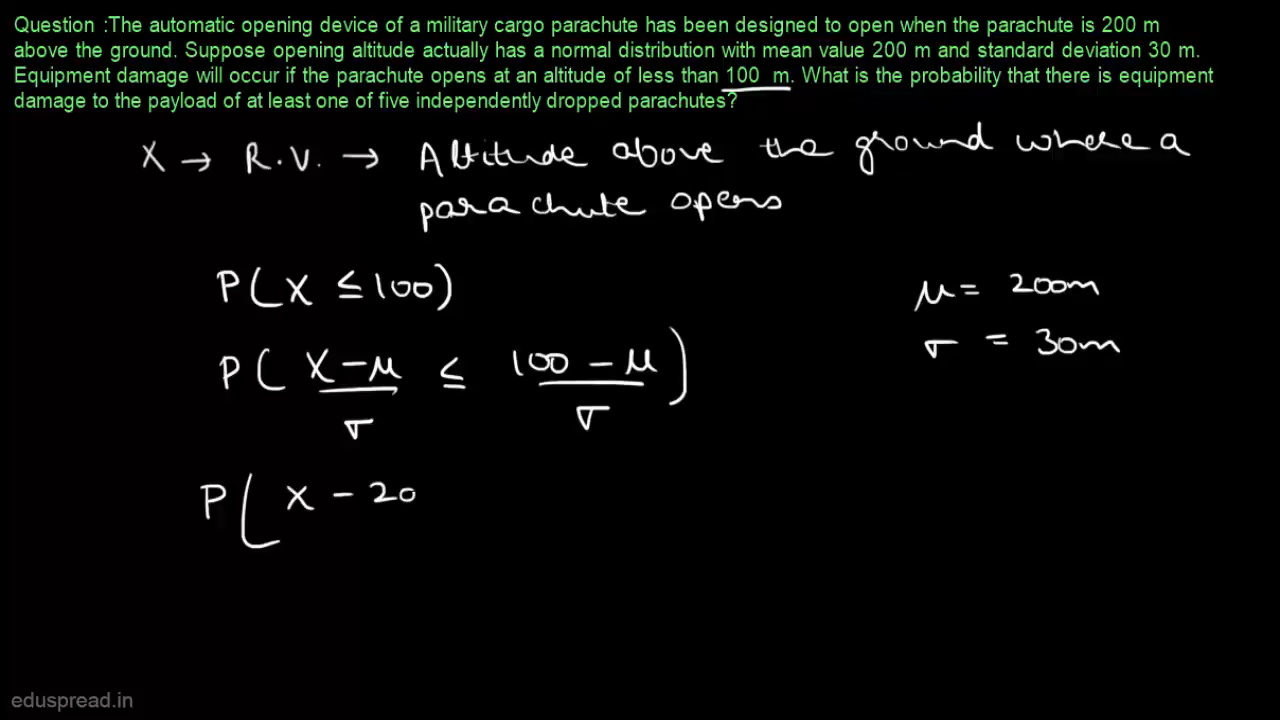 Question :The automatic opening device of a military cargo parachute has been designed to open when the parachute is 200 m
above the ground. Suppose opening altitude actually has a normal distribution with mean value 200 m and standard deviation 30 m.
Equipment damage will occur if the parachute opens at an altitude of less than 100 m. What is the probability that there is equipment
damage to the payload of at least one of five independently dropped parachutes?
X → R.V. → Altitude above the ground where a
parachute opens
P(X ≤ 100)
μ = 200m
P(X-μ/σ ≤ 100-μ/σ)
σ = 30m
P(X - 20
eduspread.in